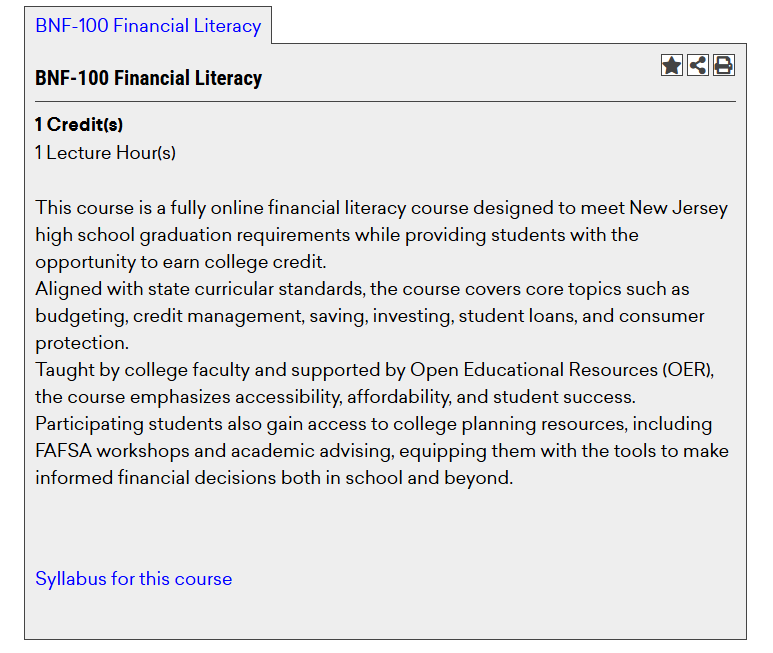 BNF-100 Financial Literacy
BNF-100 Financial Literacy
1 Credit(s)
1 Lecture Hour(s)
This course is a fully online financial literacy course designed to meet New Jersey
high school graduation requirements while providing students with the
opportunity to earn college credit.
Aligned with state curricular standards, the course covers core topics such as
budgeting, credit management, saving, investing, student loans, and consumer
protection.
Taught by college faculty and supported by Open Educational Resources (OER),
the course emphasizes accessibility, affordability, and student success.
Participating students also gain access to college planning resources, including
FAFSA workshops and academic advising, equipping them with the tools to make
informed financial decisions both in school and beyond.
Syllabus for this course